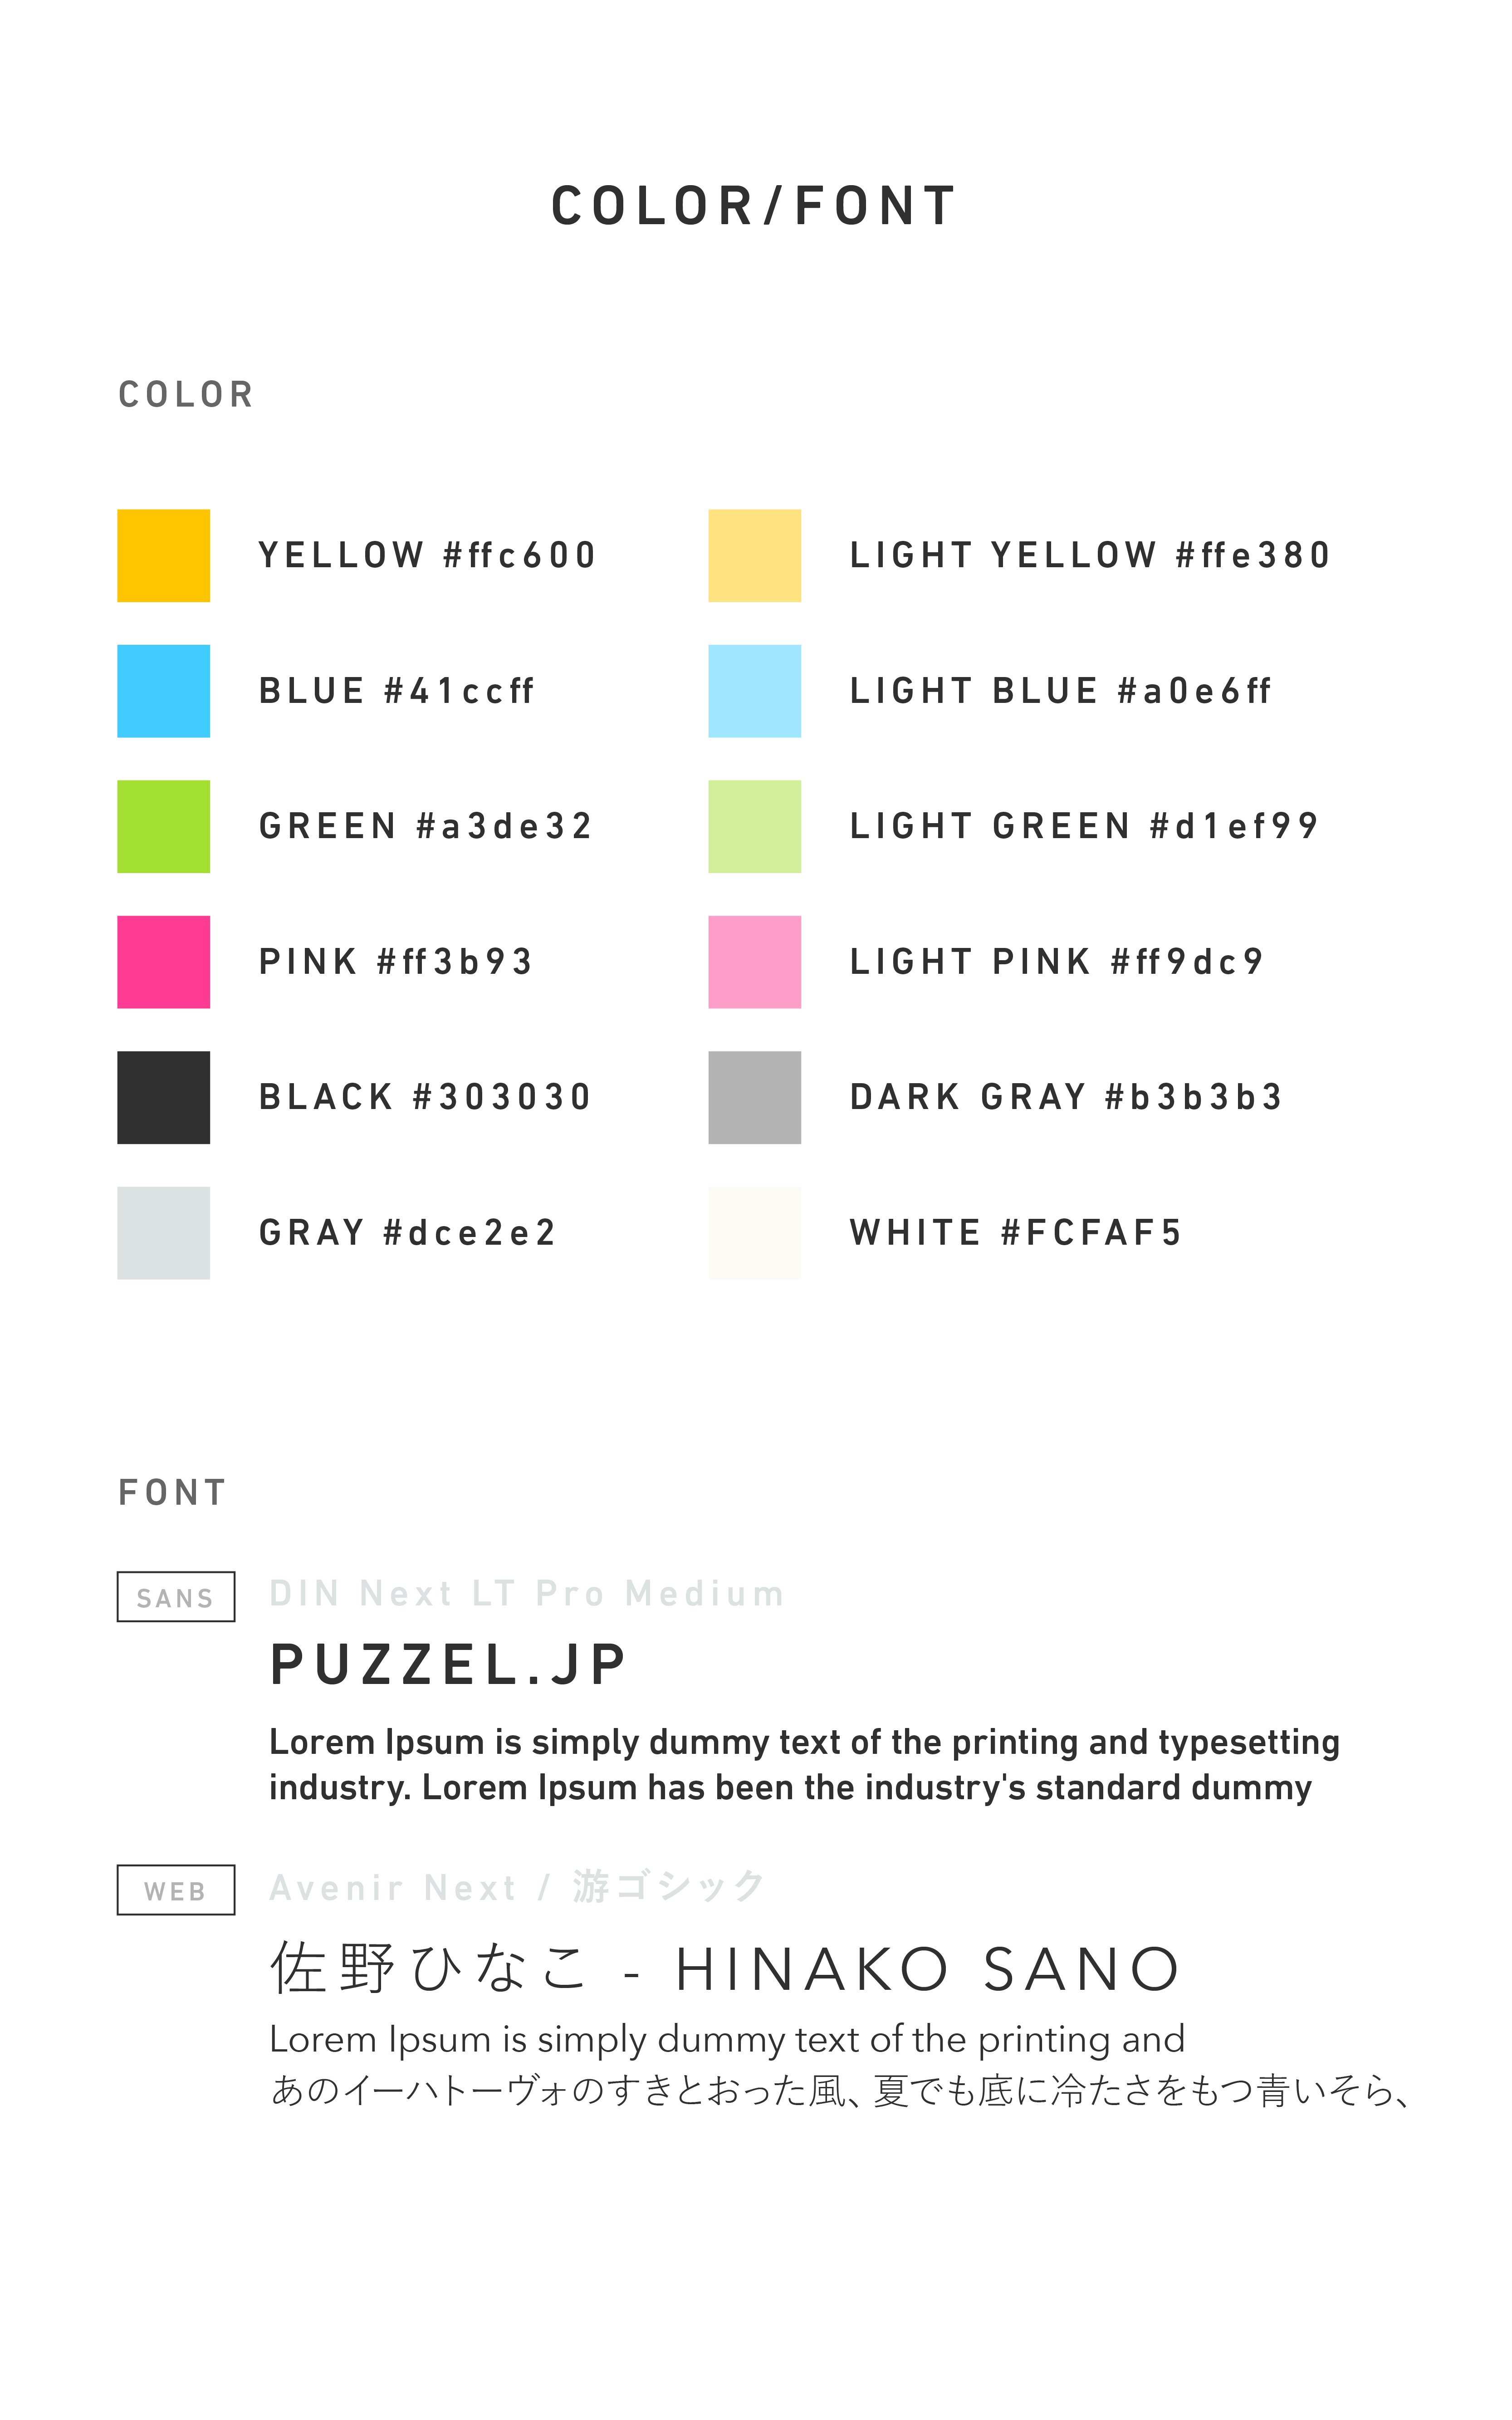 COLOR/FONT
COLOR
YELLOW #ffc600
LIGHT YELLOW #ffe380
BLUE #41ccff
LIGHT BLUE #a0e6ff
GREEN #a3de32
LIGHT GREEN #d1ef99
PINK #ff3b93
LIGHT PINK #ff9dc9
BLACK #303030
DARK GRAY #b3b3b3
GRAY #dce2e2
WHITE #FCFAF5
FONT
SANS
DIN Next LT Pro Medium
PUZZEL.JP
Lorem Ipsum is simply dummy text of the printing and typesetting
industry. Lorem Ipsum has been the industry's standard dummy
WEB
Avenir Next / 游ゴシック
佐野ひなこ - HINAKO SANO
Lorem Ipsum is simply dummy text of the printing and
あのイーハトーヴォのすきとおった風、夏でも底に冷たさをもつ青いそら、